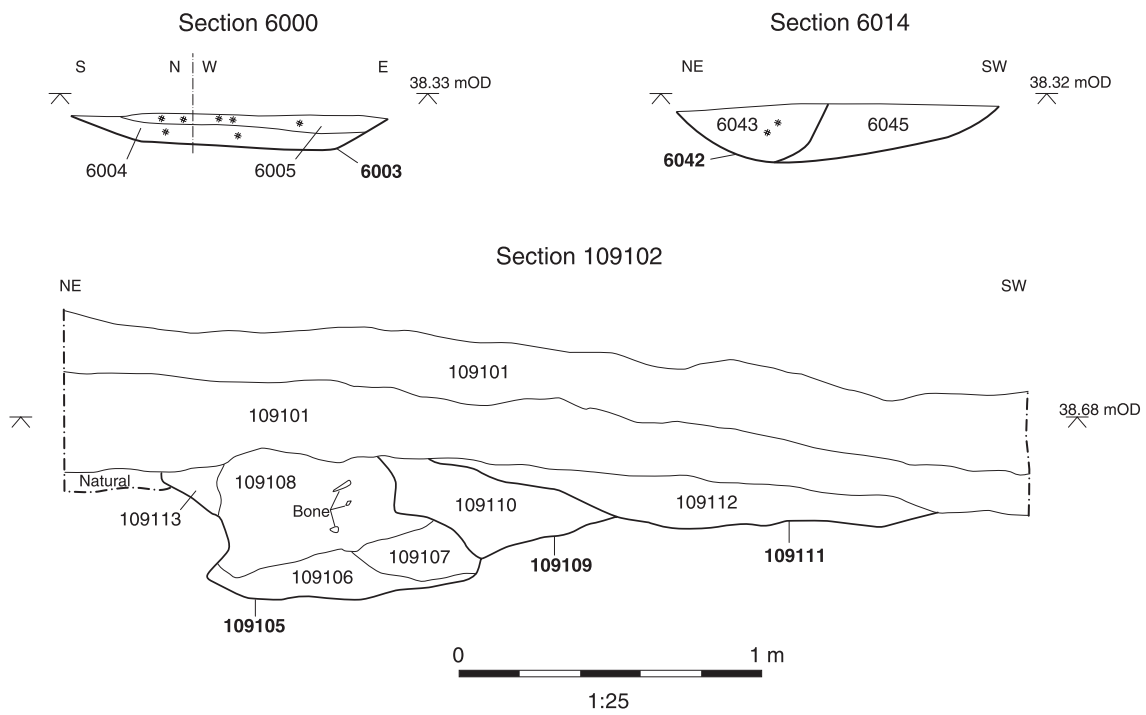 Section 6000
S N W E 38.33 mOD
6004 6005 6003
Section 6014
NE SW 38.32 mOD
6043 6045
6042
Section 109102
NE SW
109101
109101 38.68 mOD
Natural 109108 109110 109112
109113 Bone
109107 109109 109111
109106
109105
0 1 m
1:25